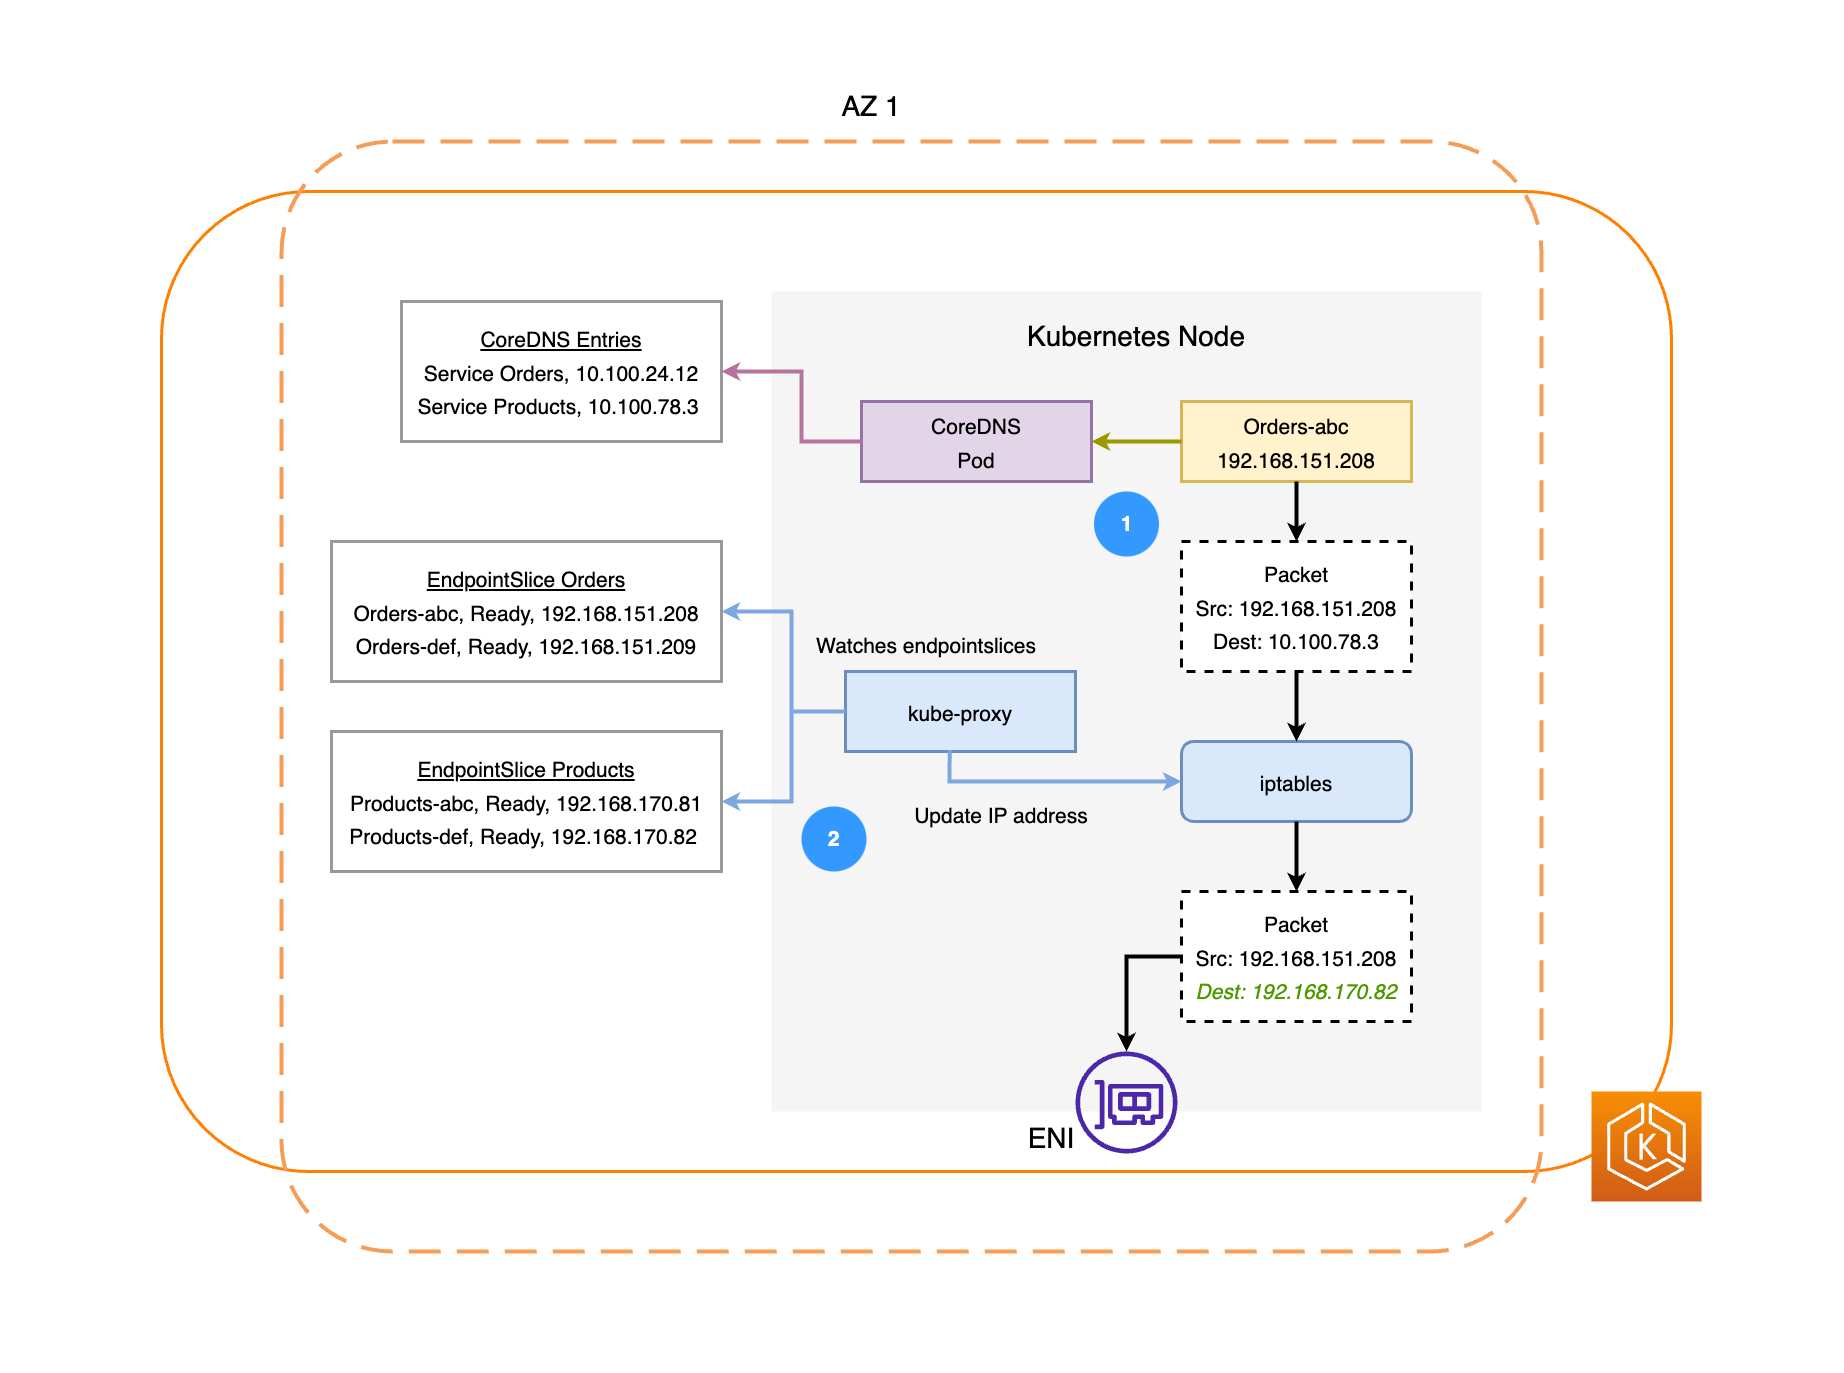 AZ 1
Kubernetes Node
CoreDNS Entries
Service Orders, 10.100.24.12
Service Products, 10.100.78.3
CoreDNS
Pod
Orders-abc
192.168.151.208
1
Packet
Src: 192.168.151.208
Dest: 10.100.78.3
EndpointSlice Orders
Orders-abc, Ready, 192.168.151.208
Orders-def, Ready, 192.168.151.209
Watches endpointslices
kube-proxy
iptables
Update IP address
EndpointSlice Products
Products-abc, Ready, 192.168.170.81
Products-def, Ready, 192.168.170.82
2
Packet
Src: 192.168.151.208
Dest: 192.168.170.82
ENI
K